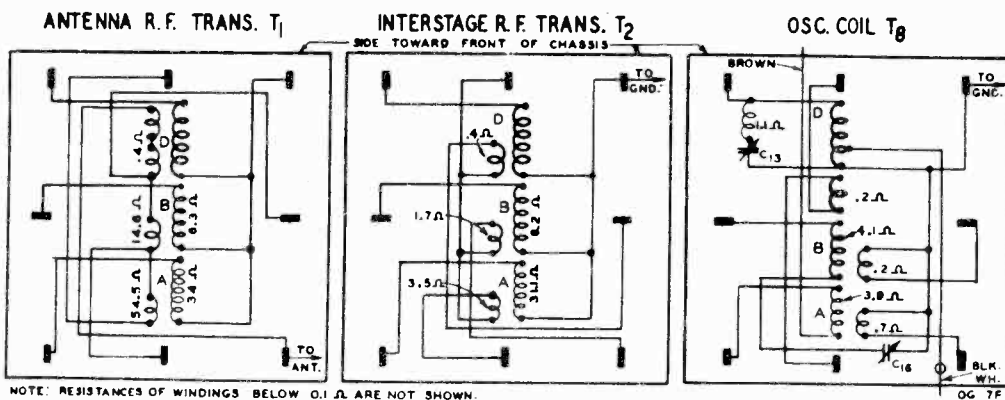 ANTENNA R.F. TRANS. T1
INTERSTAGE R.F. TRANS. T2
OSC. COIL T8
SIDE TOWARD FRONT OF CHASSIS
BROWN
TO
GND.
TO
GND.
D
.4Ω
B
14.6Ω
6.3Ω
A
54.5Ω
34Ω
TO
ANT.
D
.4Ω
B
1.7Ω
6.2Ω
A
3.5Ω
31.1Ω
D
1.1Ω
C13
.2Ω
4.1Ω
B
.2Ω
3.9Ω
A
.7Ω
C16
BLK.
WH.
NOTE: RESISTANCES OF WINDINGS BELOW 0.1 Ω ARE NOT SHOWN.